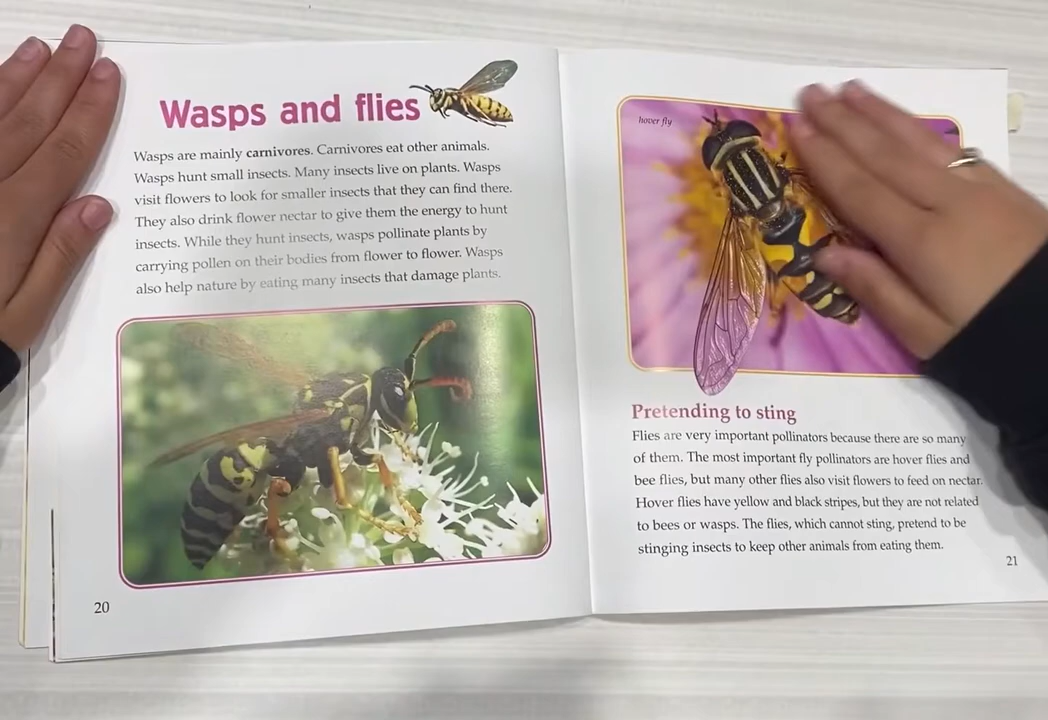 Wasps and flies
Wasps are mainly carnivores. Carnivores eat other animals.
Wasps hunt small insects. Many insects live on plants. Wasps
visit flowers to look for smaller insects that they can find there.
They also drink flower nectar to give them the energy to hunt
insects. While they hunt insects, wasps pollinate plants by
carrying pollen on their bodies from flower to flower. Wasps
also help nature by eating many insects that damage plants.
20
hover fly
Pretending to sting
Flies are very important pollinators because there are so many
of them. The most important fly pollinators are hover flies and
bee flies, but many other flies also visit flowers to feed on nectar.
Hover flies have yellow and black stripes, but they are not related
to bees or wasps. The flies, which cannot sting, pretend to be
stinging insects to keep other animals from eating them.
21